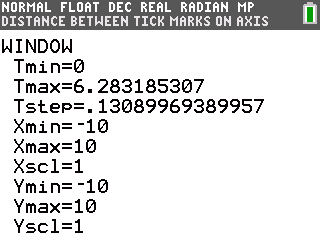 NORMAL FLOAT DEC REAL RADIAN MP
DISTANCE BETWEEN TICK MARKS ON AXIS
WINDOW
Tmin=0
Tmax=6.283185307
Tstep=.13089969389957
Xmin=-10
Xmax=10
Xscl=1
Ymin=-10
Ymax=10
Yscl=1